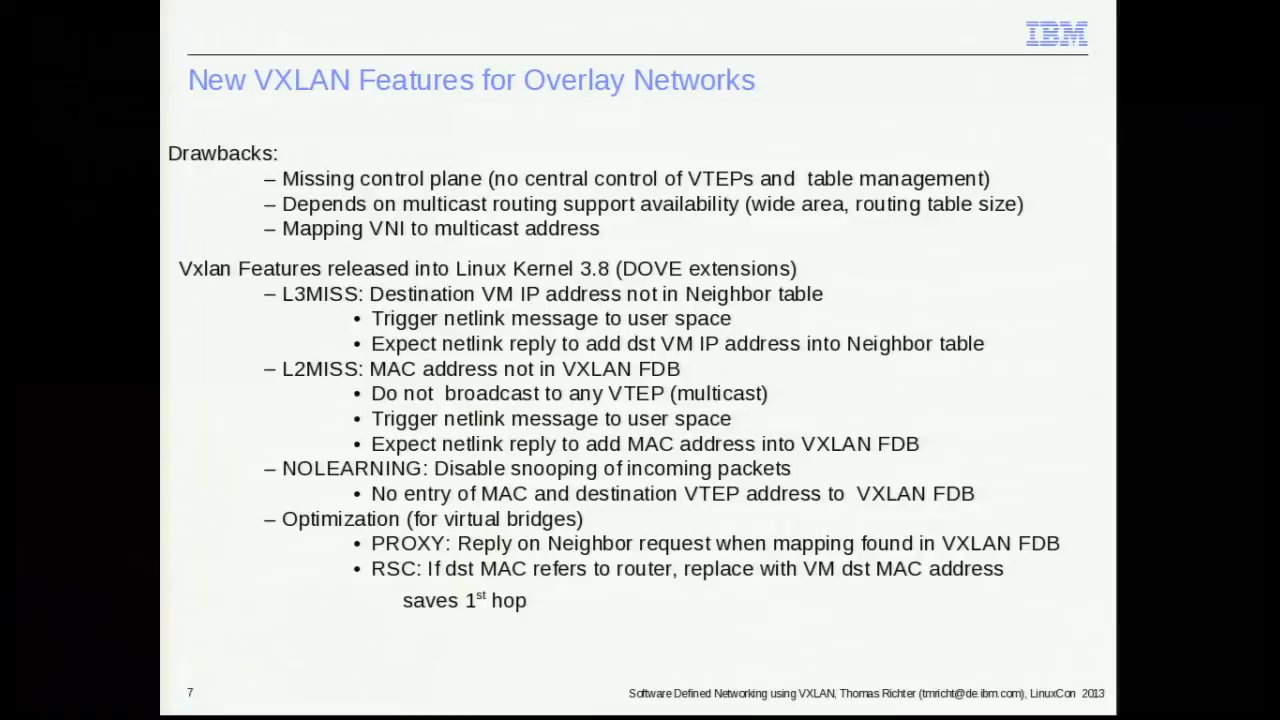 IBM
New VXLAN Features for Overlay Networks
Drawbacks:
– Missing control plane (no central control of VTEPs and table management)
– Depends on multicast routing support availability (wide area, routing table size)
– Mapping VNI to multicast address
Vxlan Features released into Linux Kernel 3.8 (DOVE extensions)
– L3MISS: Destination VM IP address not in Neighbor table
• Trigger netlink message to user space
• Expect netlink reply to add dst VM IP address into Neighbor table
– L2MISS: MAC address not in VXLAN FDB
• Do not broadcast to any VTEP (multicast)
• Trigger netlink message to user space
• Expect netlink reply to add MAC address into VXLAN FDB
– NOLEARNING: Disable snooping of incoming packets
• No entry of MAC and destination VTEP address to VXLAN FDB
– Optimization (for virtual bridges)
• PROXY: Reply on Neighbor request when mapping found in VXLAN FDB
• RSC: If dst MAC refers to router, replace with VM dst MAC address
saves 1st hop
7
Software Defined Networking using VXLAN; Thomas Richter (tmricht@de.ibm.com), LinuxCon 2013